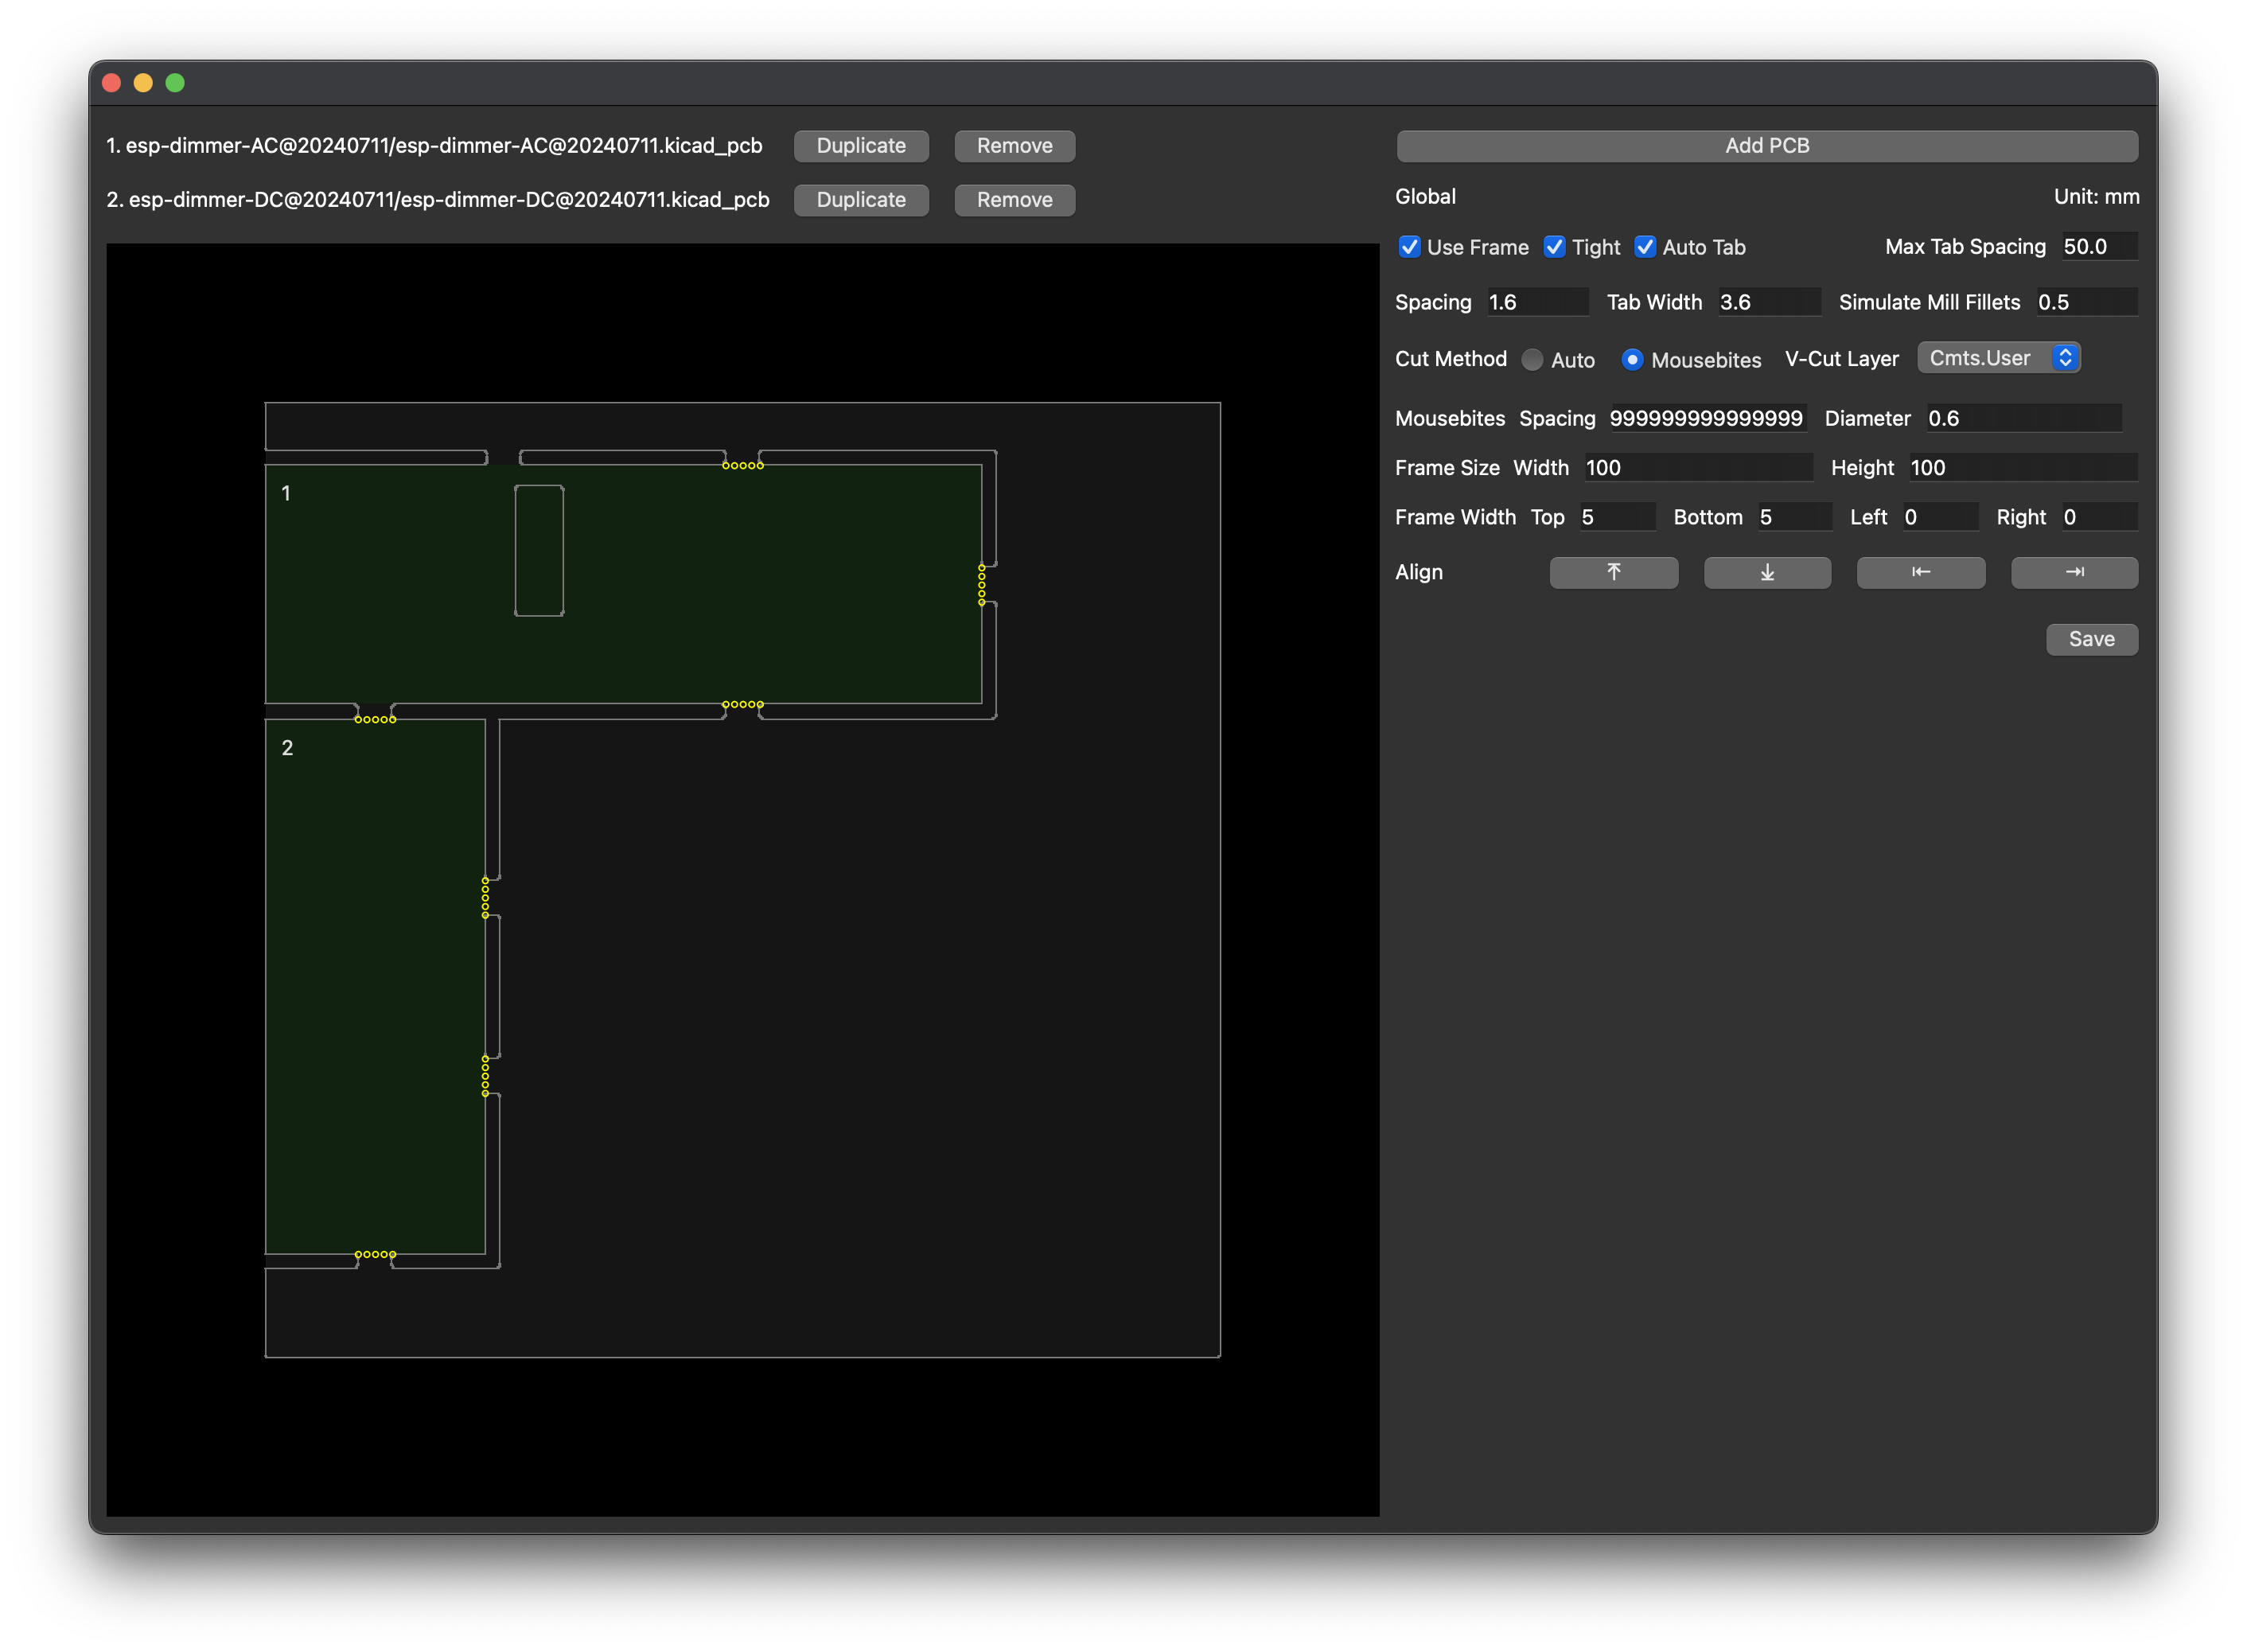 1. esp-dimmer-AC@20240711/esp-dimmer-AC@20240711.kicad_pcb Duplicate Remove
2. esp-dimmer-DC@20240711/esp-dimmer-DC@20240711.kicad_pcb Duplicate Remove
1
2
Add PCB
Global Unit: mm
Use Frame Tight Auto Tab Max Tab Spacing 50.0
Spacing 1.6 Tab Width 3.6 Simulate Mill Fillets 0.5
Cut Method Auto Mousebites V-Cut Layer Cmts.User
Mousebites Spacing 999999999999999 Diameter 0.6
Frame Size Width 100 Height 100
Frame Width Top 5 Bottom 5 Left 0 Right 0
Align
Save